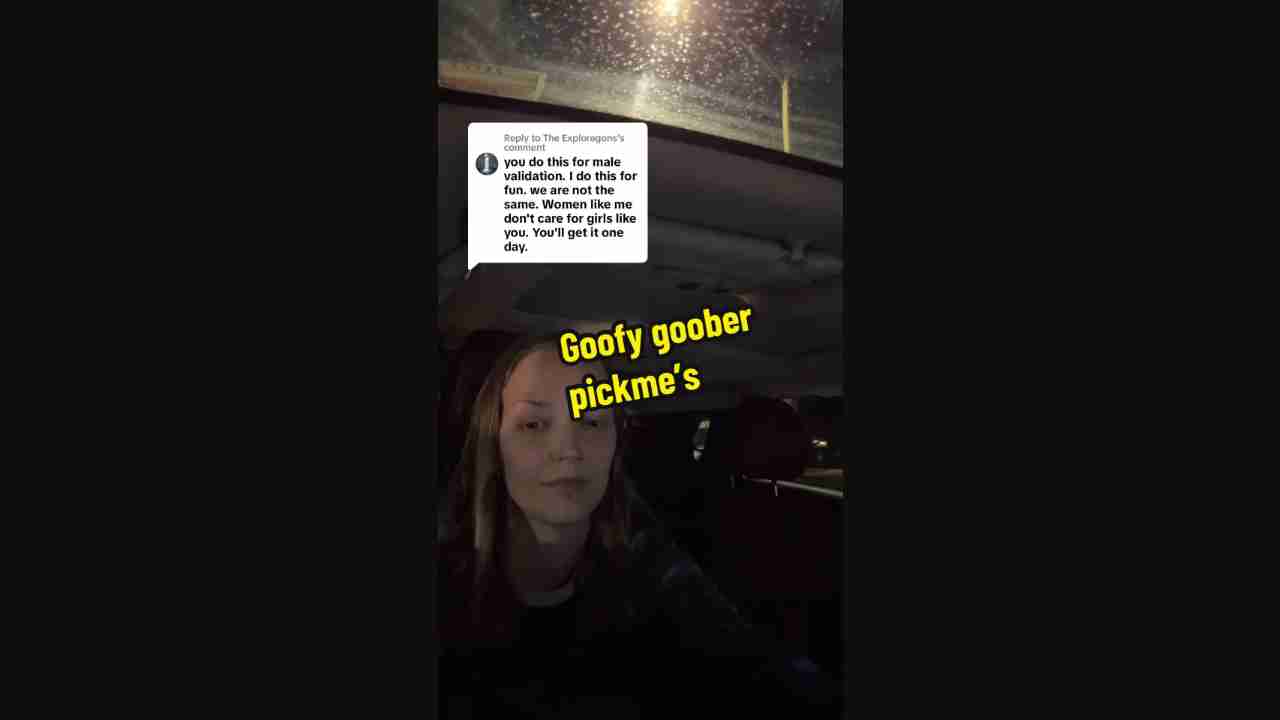 Reply to The Exploregons's
comment
you do this for male
validation. I do this for
fun. we are not the
same. Women like me
don't care for girls like
you. You'll get it one
day.
Goofy goober
pickme's